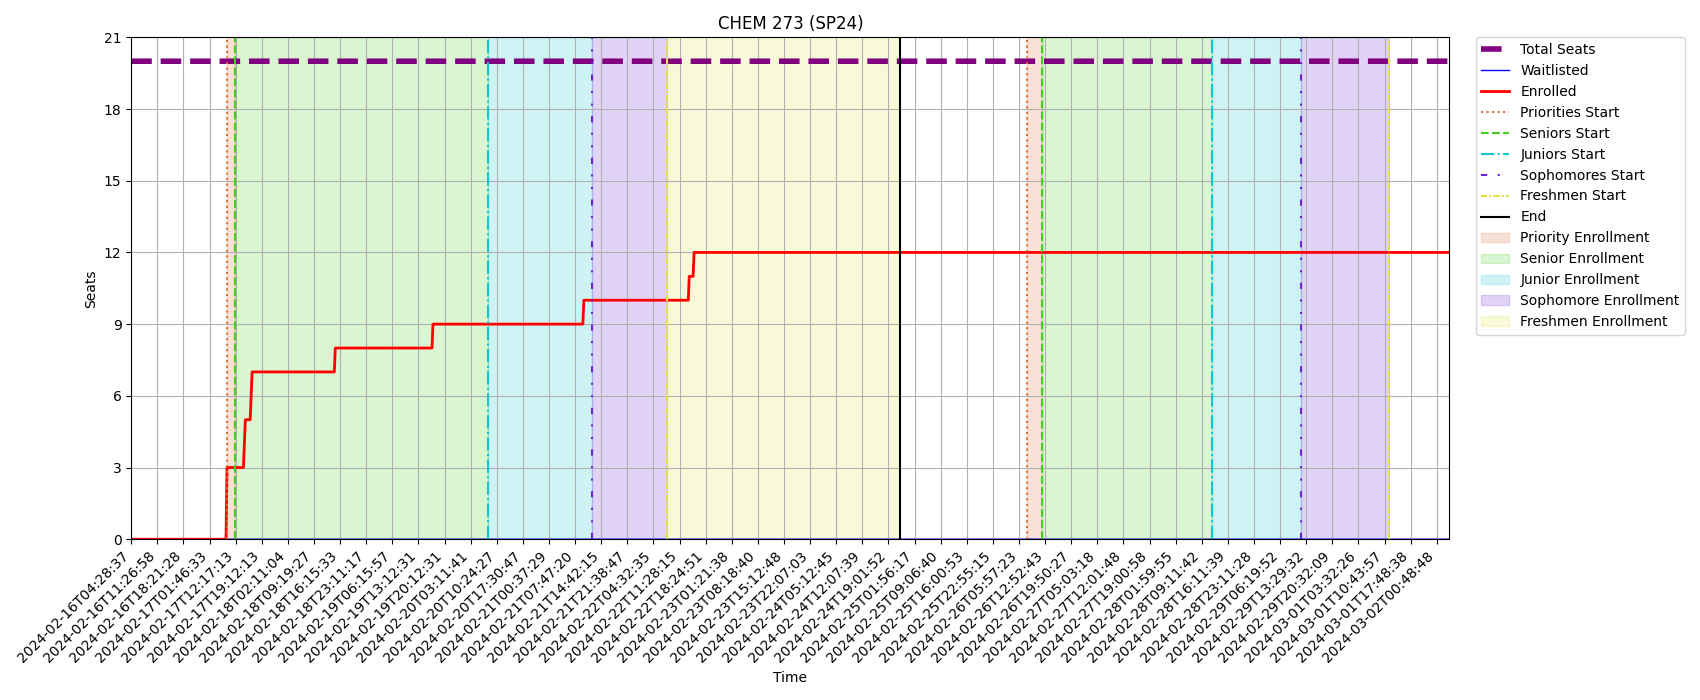 CHEM 273 (SP24)
Seats
21
18
15
12
9
6
3
0
2024-02-16T04:28:37
2024-02-16T11:26:58
2024-02-16T18:21:28
2024-02-17T01:46:33
2024-02-17T12:17:13
2024-02-17T19:12:13
2024-02-18T02:11:04
2024-02-18T09:19:27
2024-02-18T16:15:33
2024-02-18T23:11:17
2024-02-19T06:15:57
2024-02-19T13:12:31
2024-02-19T20:12:31
2024-02-20T03:11:41
2024-02-20T10:24:27
2024-02-20T17:30:47
2024-02-21T00:37:29
2024-02-21T07:47:20
2024-02-21T14:42:15
2024-02-21T21:38:47
2024-02-22T04:32:35
2024-02-22T11:28:15
2024-02-22T18:24:51
2024-02-23T01:21:38
2024-02-23T08:18:40
2024-02-23T15:12:48
2024-02-23T22:07:03
2024-02-24T05:12:45
2024-02-24T12:07:39
2024-02-24T19:01:52
2024-02-25T01:56:17
2024-02-25T09:06:40
2024-02-25T16:00:53
2024-02-25T22:55:15
2024-02-26T05:57:23
2024-02-26T12:52:43
2024-02-26T19:50:27
2024-02-27T05:03:18
2024-02-27T12:01:48
2024-02-27T19:00:58
2024-02-28T01:59:55
2024-02-28T09:11:42
2024-02-28T16:11:39
2024-02-28T23:11:28
2024-02-29T06:19:52
2024-02-29T13:29:32
2024-02-29T20:32:09
2024-03-01T03:32:26
2024-03-01T10:43:57
2024-03-01T17:48:38
2024-03-02T00:48:48
Time
Total Seats
Waitlisted
Enrolled
Priorities Start
Seniors Start
Juniors Start
Sophomores Start
Freshmen Start
End
Priority Enrollment
Senior Enrollment
Junior Enrollment
Sophomore Enrollment
Freshmen Enrollment